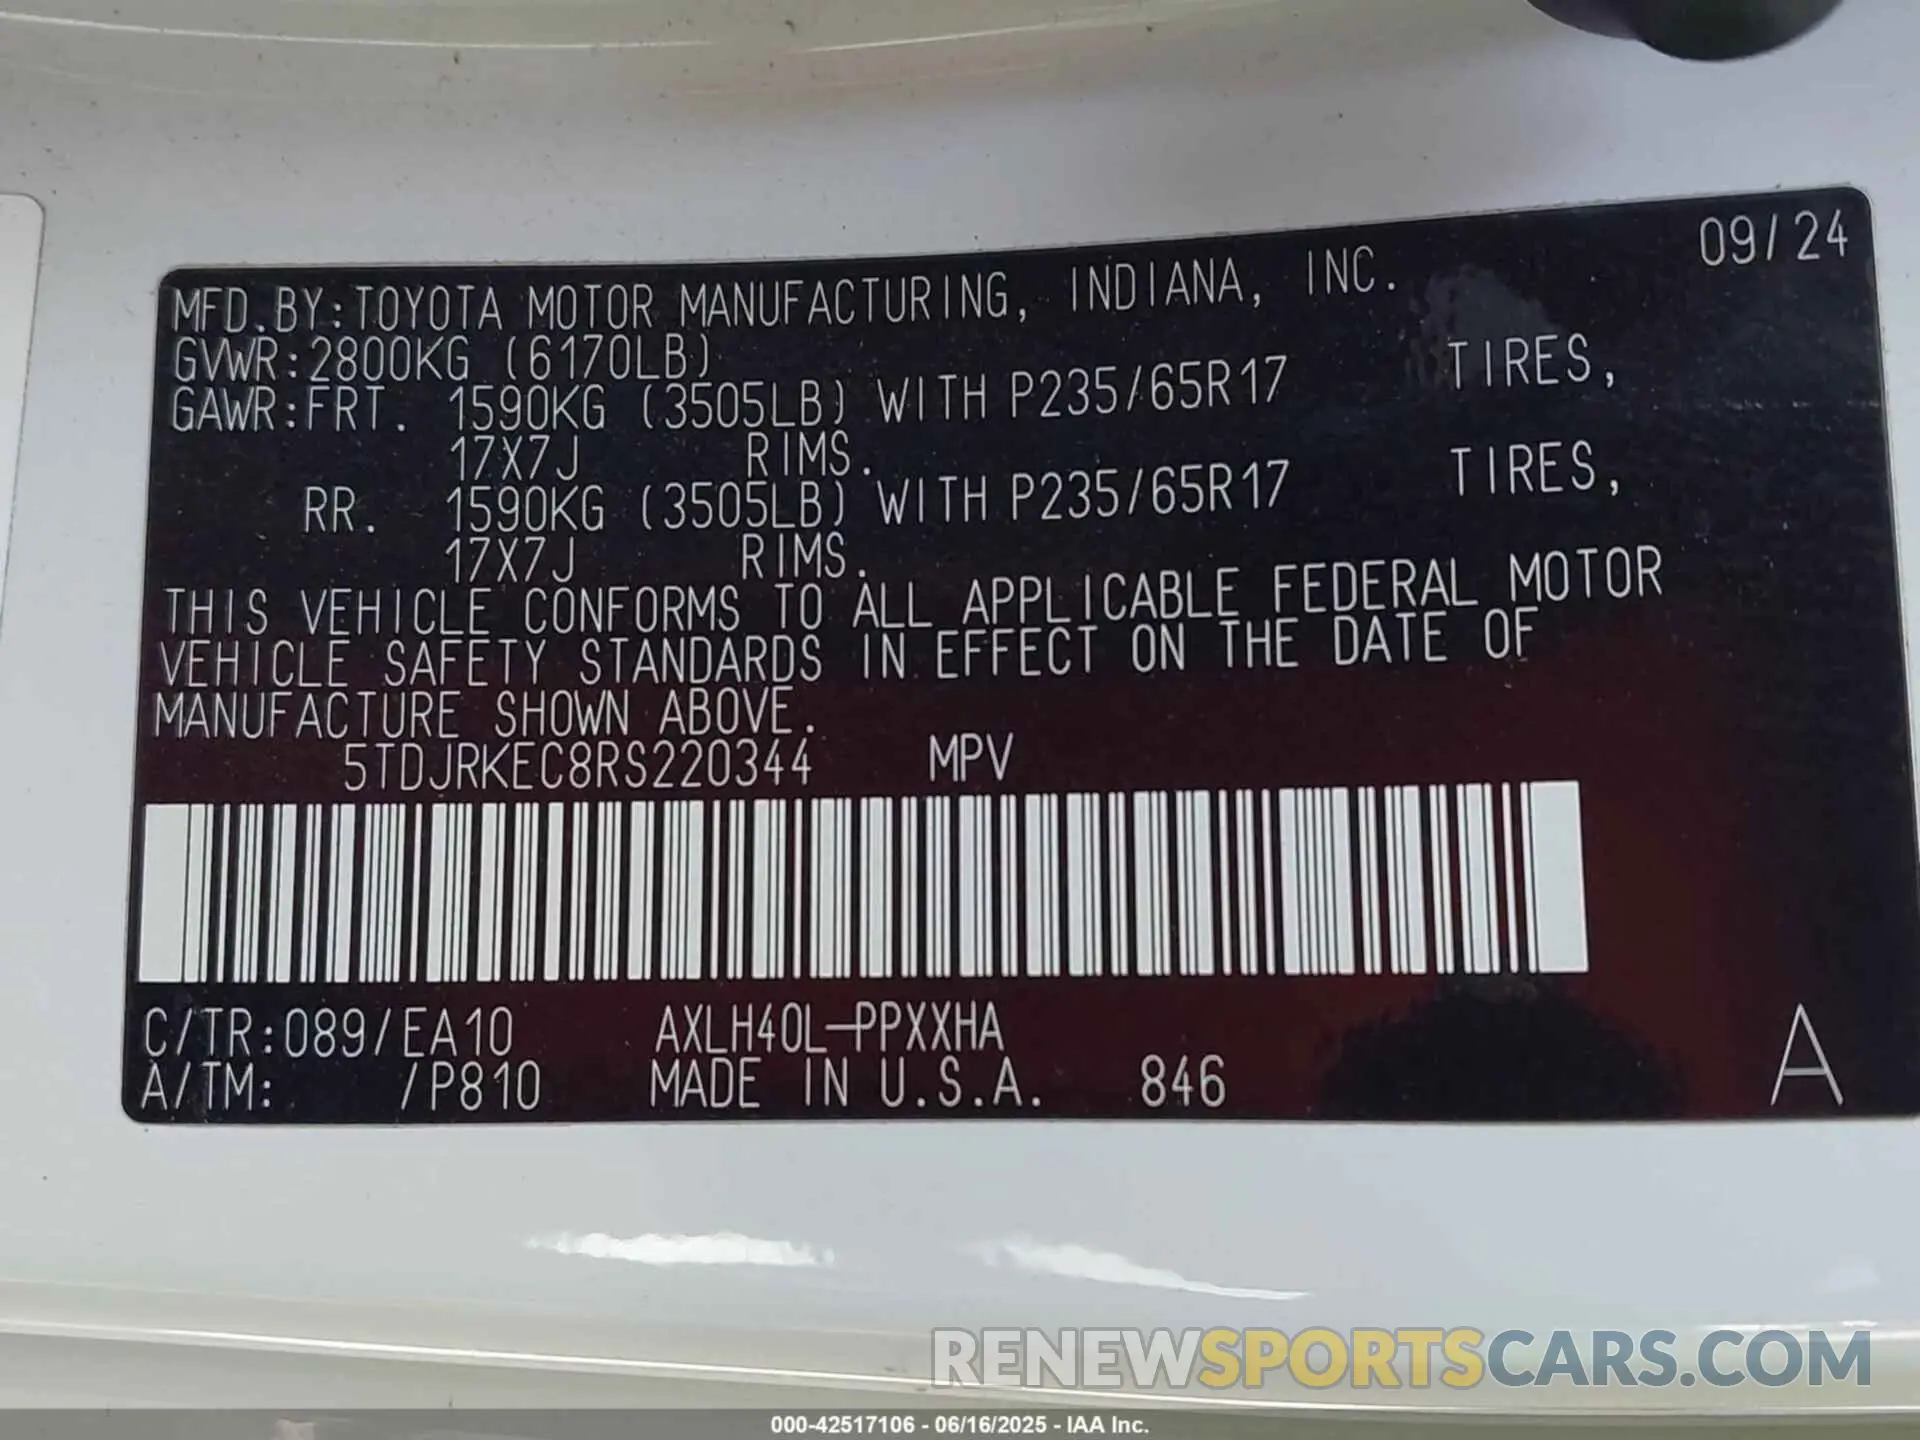 09/24
MFD.BY:TOYOTA MOTOR MANUFACTURING, INDIANA, INC.
GVWR:2800KG (6170LB)
GAWR:FRT. 1590KG (3505LB) WITH P235/65R17 TIRES,
17X7J RIMS.
RR. 1590KG (3505LB) WITH P235/65R17 TIRES,
17X7J RIMS.
THIS VEHICLE CONFORMS TO ALL APPLICABLE FEDERAL MOTOR
VEHICLE SAFETY STANDARDS IN EFFECT ON THE DATE OF
MANUFACTURE SHOWN ABOVE.
5TDJRKEC8RS220344 MPV
C/TR:089/EA10 AXLH40L-PPXXHA
A/TM: /P810 MADE IN U.S.A. 846 A
RENEWSPORTSCARS.COM
000-42517106 - 06/16/2025 - IAA Inc.